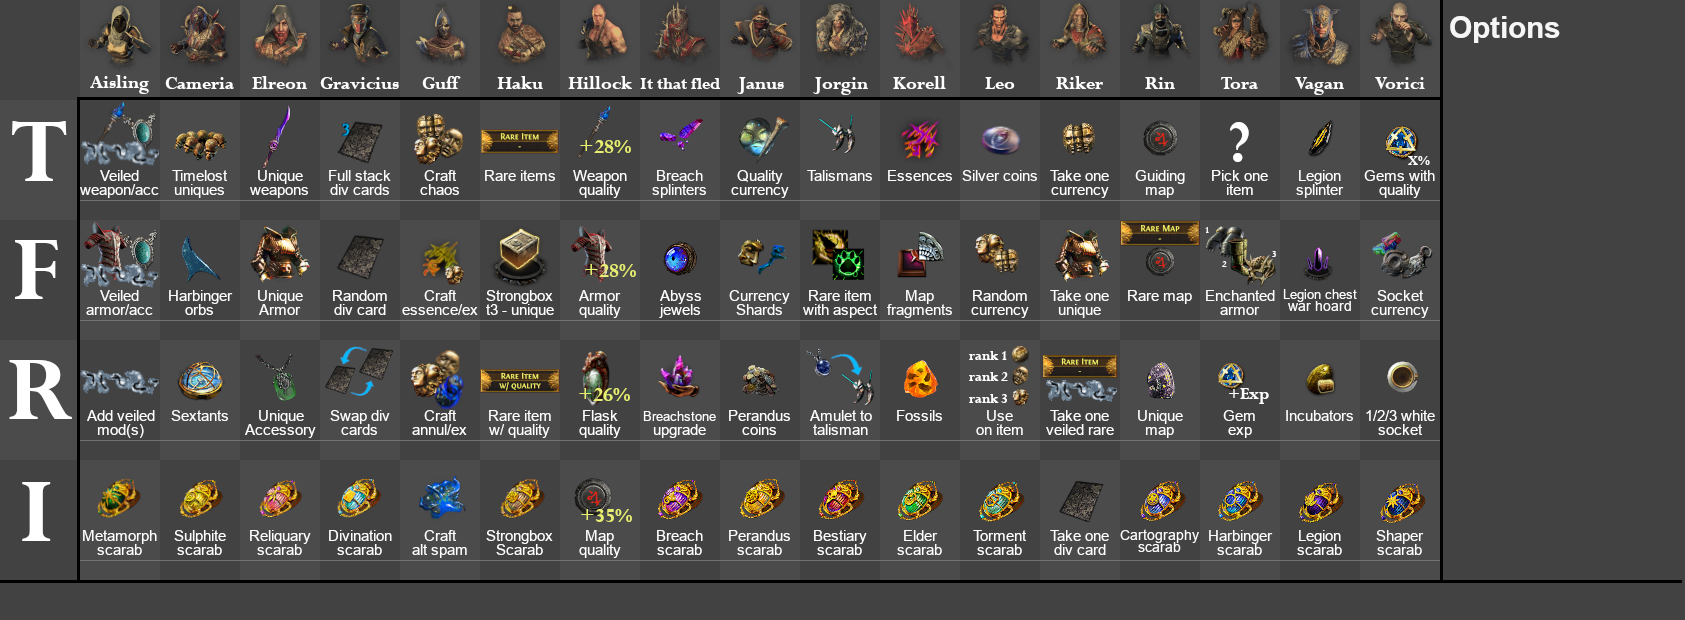 Options
Aisling Cameria Elreon Gravicius Guff Haku Hillock It that fled Janus Jorgin Korell Leo Riker Rin Tora Vagan Vorici
T
3
RARE ITEM
-
+28%
?
X%
Veiled weapon/acc
Timelost uniques
Unique weapons
Full stack div cards
Craft chaos
Rare items
Weapon quality
Breach splinters
Quality currency
Talismans
Essences
Silver coins
Take one currency
Guiding map
Pick one item
Legion splinter
Gems with quality
F
+28%
RARE MAP
-
1
2
3
Veiled armor/acc
Harbinger orbs
Unique Armor
Random div card
Craft essence/ex
Strongbox t3 - unique
Armor quality
Abyss jewels
Currency Shards
Rare item with aspect
Map fragments
Random currency
Take one unique
Rare map
Enchanted armor
Legion chest war hoard
Socket currency
R
RARE ITEM
W/ QUALITY
+26%
rank 1
rank 2
rank 3
RARE ITEM
-
+Exp
Add veiled mod(s)
Sextants
Unique Accessory
Swap div cards
Craft annul/ex
Rare item w/ quality
Flask quality
Breachstone upgrade
Perandus coins
Amulet to talisman
Fossils
Use on item
Take one veiled rare
Unique map
Gem exp
Incubators
1/2/3 white socket
I
+35%
Metamorph scarab
Sulphite scarab
Reliquary scarab
Divination scarab
Craft alt spam
Strongbox Scarab
Map quality
Breach scarab
Perandus scarab
Bestiary scarab
Elder scarab
Torment scarab
Take one div card
Cartography scarab
Harbinger scarab
Legion scarab
Shaper scarab